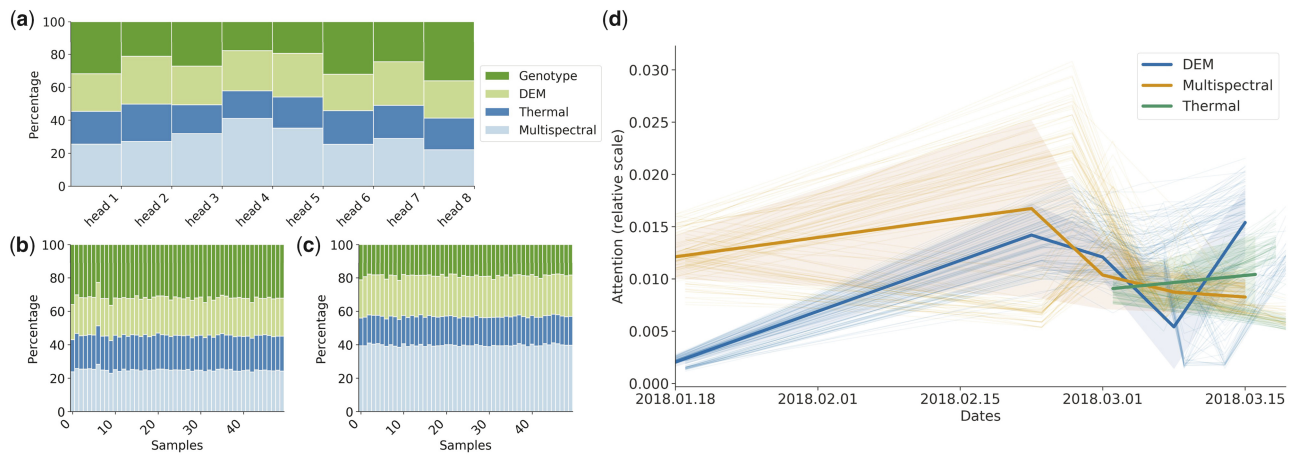 (a)
Percentage
100
80
60
40
20
0
head 1
head 2
head 3
head 4
head 5
head 6
head 7
head 8
Genotype
DEM
Thermal
Multispectral
(b)
Percentage
100
80
60
40
20
0
0
10
20
30
40
Samples
(c)
Percentage
100
80
60
40
20
0
0
10
20
30
40
Samples
(d)
Attention (relative scale)
0.030
0.025
0.020
0.015
0.010
0.005
0.000
2018.01.18
2018.02.01
2018.02.15
2018.03.01
2018.03.15
Dates
DEM
Multispectral
Thermal